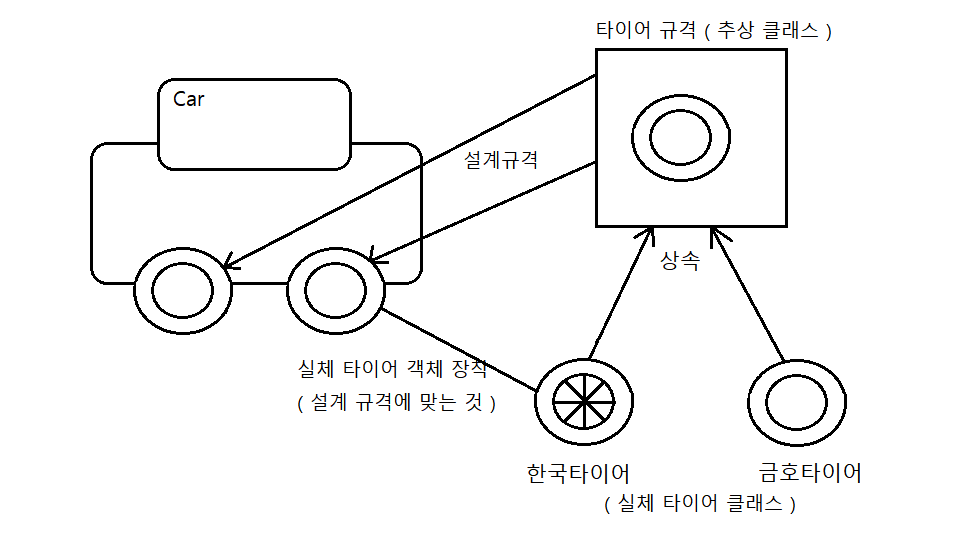 타이어 규격 ( 추상 클래스 )
Car
설계규격
상속
실체 타이어 객체 장착
( 설계 규격에 맞는 것 )
한국타이어
금호타이어
( 실체 타이어 클래스 )